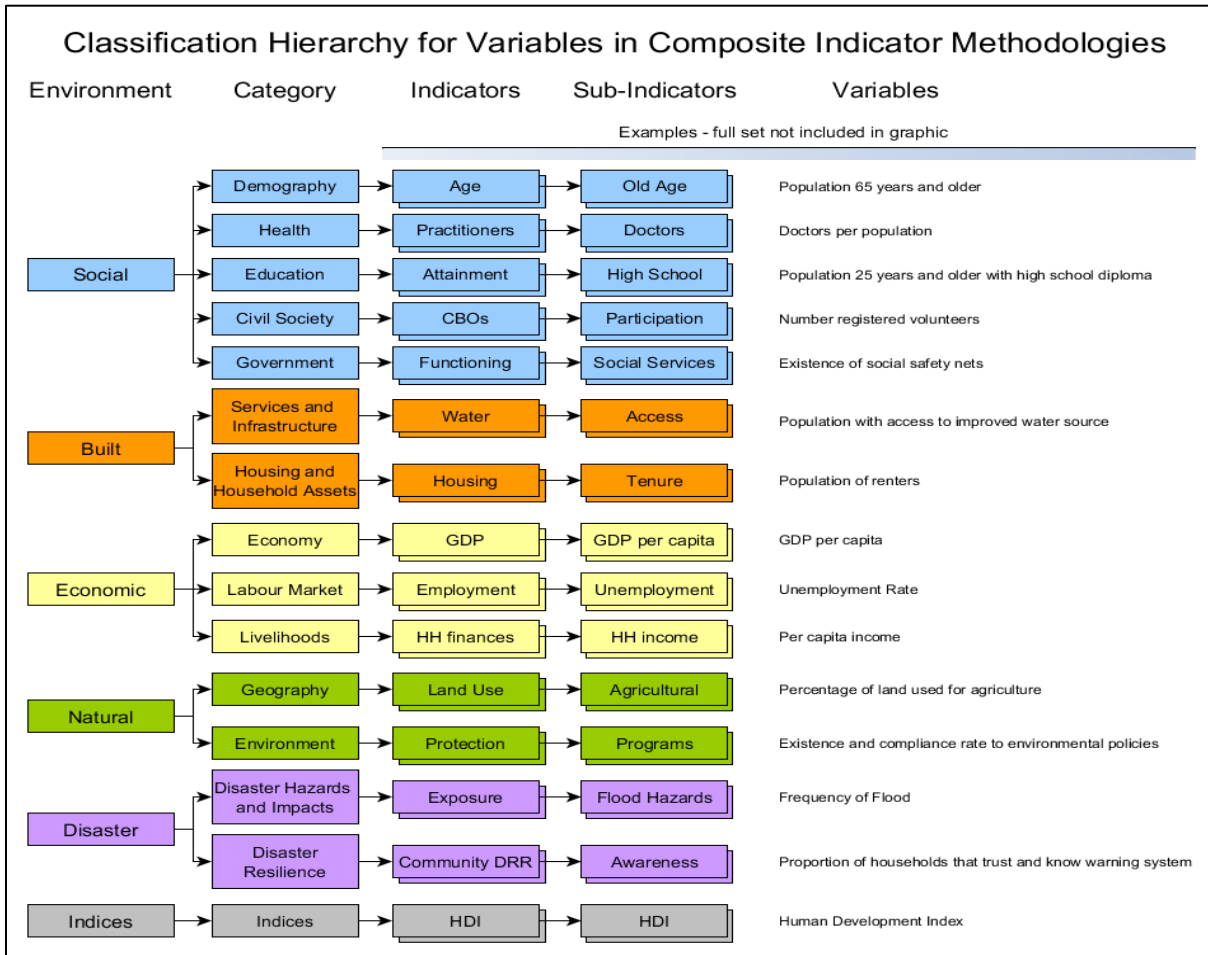 Classification Hierarchy for Variables in Composite Indicator Methodologies
Environment Category Indicators Sub-Indicators Variables
Examples - full set not included in graphic
Demography Age Old Age Population 65 years and older
Health Practitioners Doctors Doctors per population
Social Education Attainment High School Population 25 years and older with high school diploma
Civil Society CBOs Participation Number registered volunteers
Government Functioning Social Services Existence of social safety nets
Services and
Infrastructure Water Access Population with access to improved water source
Built
Housing and
Household Assets Housing Tenure Population of renters
Economy GDP GDP per capita GDP per capita
Economic Labour Market Employment Unemployment Unemployment Rate
Livelihoods HH finances HH income Per capita income
Geography Land Use Agricultural Percentage of land used for agriculture
Natural
Environment Protection Programs Existence and compliance rate to environmental policies
Disaster Hazards
and Impacts Exposure Flood Hazards Frequency of Flood
Disaster
Disaster
Resilience Community DRR Awareness Proportion of households that trust and know warning system
Indices Indices HDI HDI Human Development Index